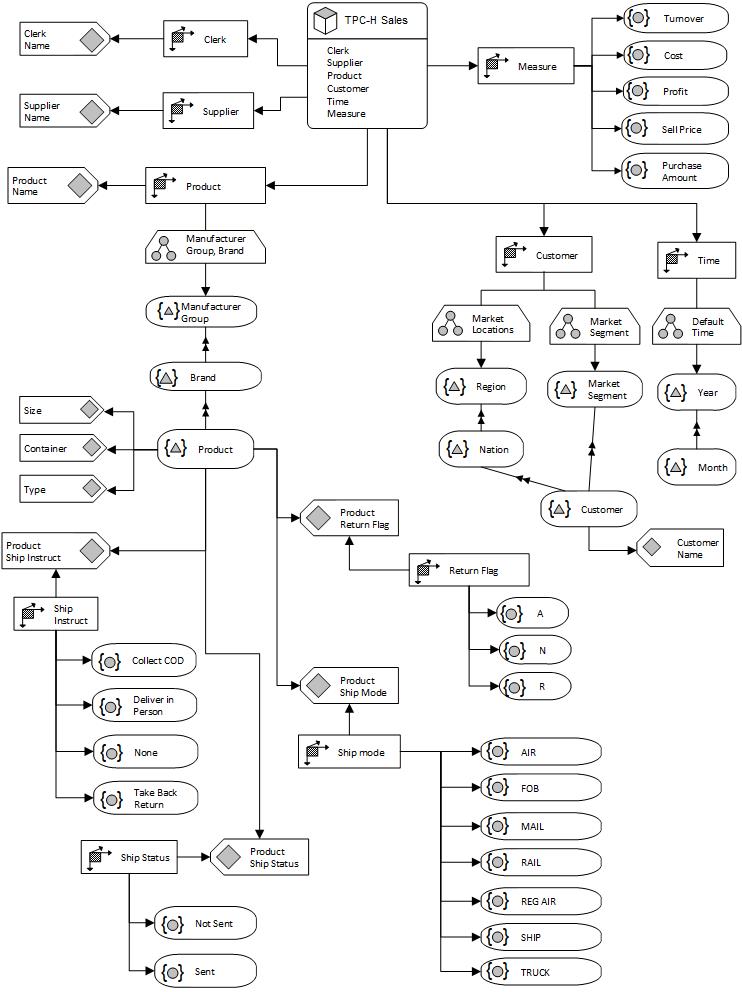 TPC-H Sales
Clerk
Supplier
Product
Customer
Time
Measure
Clerk
Name
Clerk
Supplier
Name
Supplier
Measure
Turnover
Cost
Profit
Sell Price
Purchase
Amount
Product
Name
Product
Manufacturer
Group, Brand
Manufacturer
Group
Brand
Product
Size
Container
Type
Customer
Time
Market
Locations
Market
Segment
Default
Time
Region
Market
Segment
Year
Nation
Month
Customer
Customer
Name
Product
Return Flag
Return Flag
A
N
R
Product
Ship Instruct
Ship
Instruct
Collect COD
Deliver in
Person
None
Take Back
Return
Product
Ship Mode
Ship mode
AIR
FOB
MAIL
RAIL
REG AIR
SHIP
TRUCK
Ship Status
Product
Ship Status
Not Sent
Sent